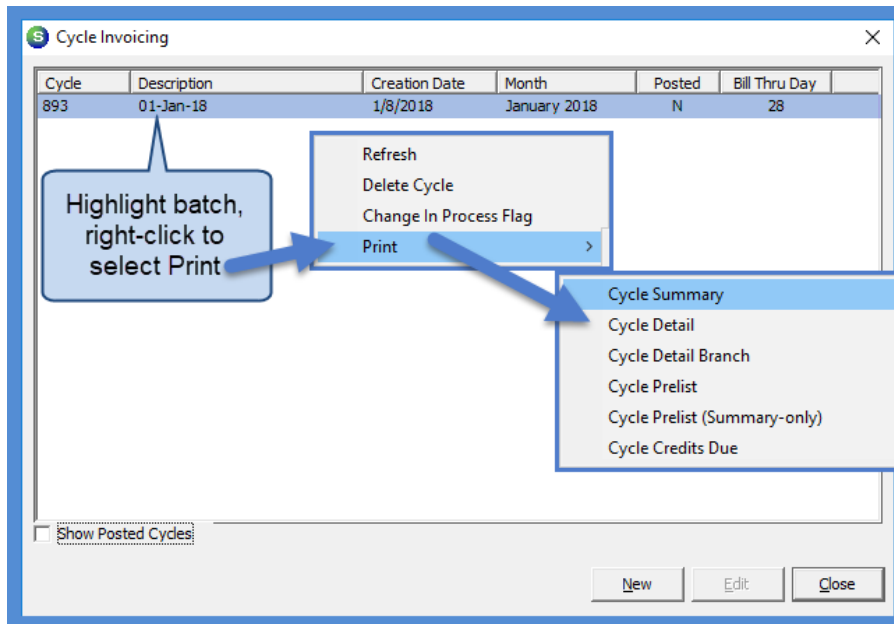 S Cycle Invoicing
Cycle Description Creation Date Month Posted Bill Thru Day
893 01-Jan-18 1/8/2018 January 2018 N 28
Highlight batch,
right-click to
select Print
Refresh
Delete Cycle
Change In Process Flag
Print >
Cycle Summary
Cycle Detail
Cycle Detail Branch
Cycle Prelist
Cycle Prelist (Summary-only)
Cycle Credits Due
Show Posted Cycles
New Edit Close